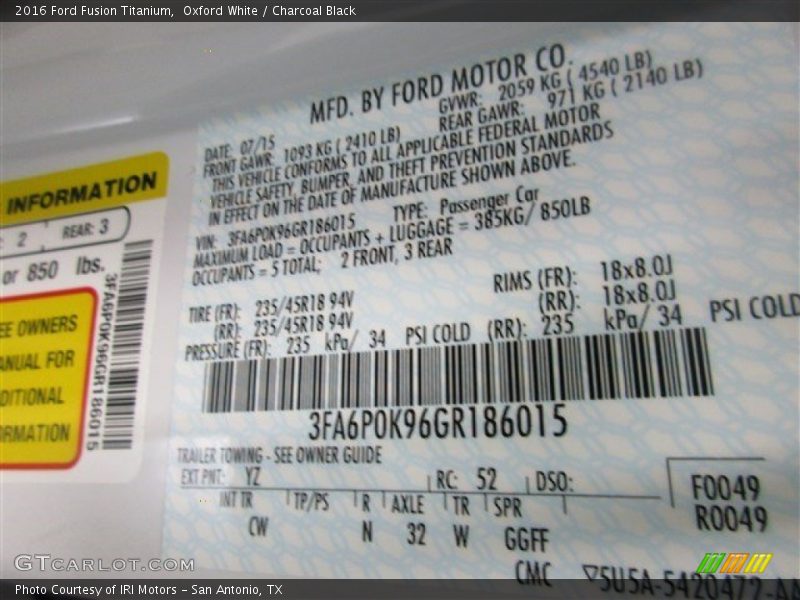 2016 Ford Fusion Titanium, Oxford White / Charcoal Black
INFORMATION
: 2 REAR: 3
or 850 lbs.
EE OWNERS
ANUAL FOR
DITIONAL
ORMATION
3FA6P0K96GR186015
MFD. BY FORD MOTOR CO.
DATE: 07/15 GVWR: 2059 KG ( 4540 LB)
FRONT GAWR: 1093 KG ( 2410 LB) REAR GAWR: 971 KG ( 2140 LB)
THIS VEHICLE CONFORMS TO ALL APPLICABLE FEDERAL MOTOR
VEHICLE SAFETY, BUMPER, AND THEFT PREVENTION STANDARDS
IN EFFECT ON THE DATE OF MANUFACTURE SHOWN ABOVE.
VIN: 3FA6P0K96GR186015 TYPE: Passenger Car
MAXIMUM LOAD = OCCUPANTS + LUGGAGE = 385KG/ 850LB
OCCUPANTS = 5 TOTAL; 2 FRONT, 3 REAR
TIRE (FR): 235/45R18 94V RIMS (FR): 18x8.0J
(RR): 235/45R18 94V (RR): 18x8.0J
PRESSURE (FR): 235 kPa/ 34 PSI COLD (RR): 235 kPa/ 34 PSI COLD
3FA6P0K96GR186015
TRAILER TOWING - SEE OWNER GUIDE
EXT PNT: YZ RC: 52 DSO: F0049
INT TR TP/PS R AXLE TR SPR R0049
CW N 32 W GGFF
CMC ▽5U5A-5420472-AA
GTCARLOT.COM
Photo Courtesy of IRI Motors – San Antonio, TX